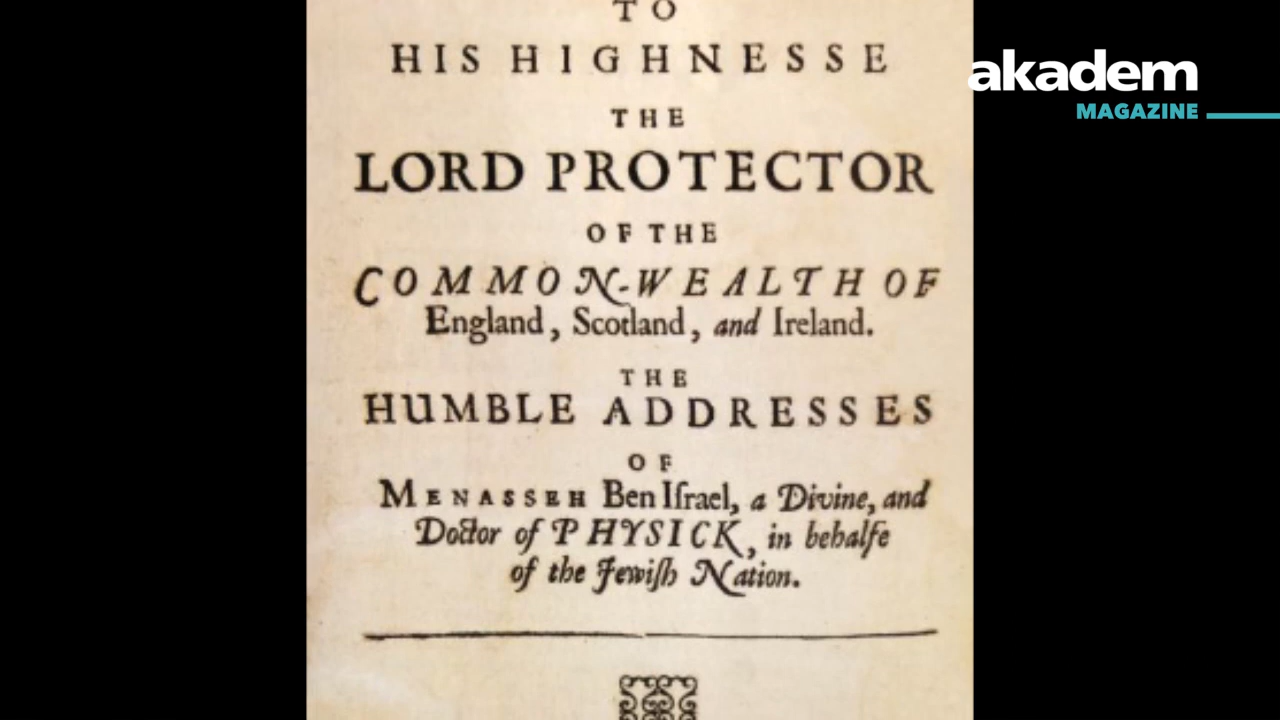 TO
HIS HIGHNESSE
THE
LORD PROTECTOR
OF THE
COMMON-WEALTH OF
England, Scotland, and Ireland.
THE
HUMBLE ADDRESSES
OF
MENASSEH Ben Iſrael, a Divine, and
Doctor of PHYSICK, in behalfe
of the Jewiſh Nation.
akadem
MAGAZINE